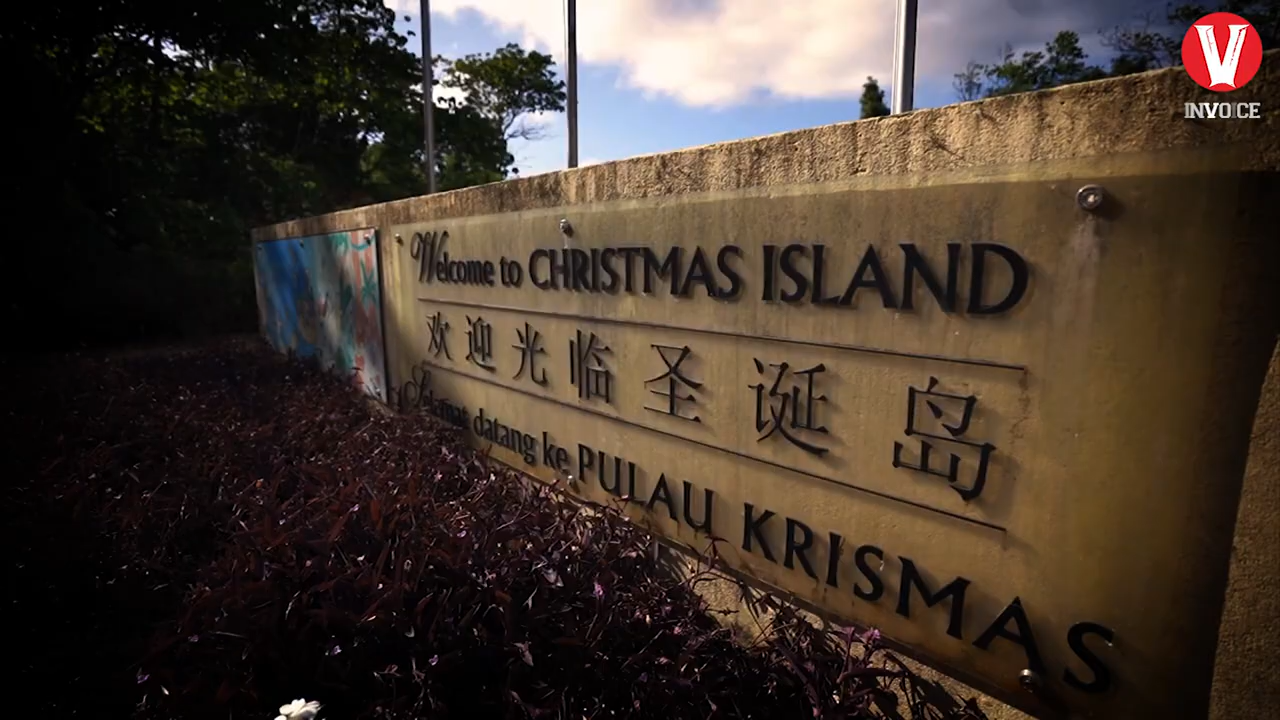 Welcome to CHRISTMAS ISLAND
欢迎光临圣诞岛
Selamat datang ke PULAU KRISMAS
V
INVOICE